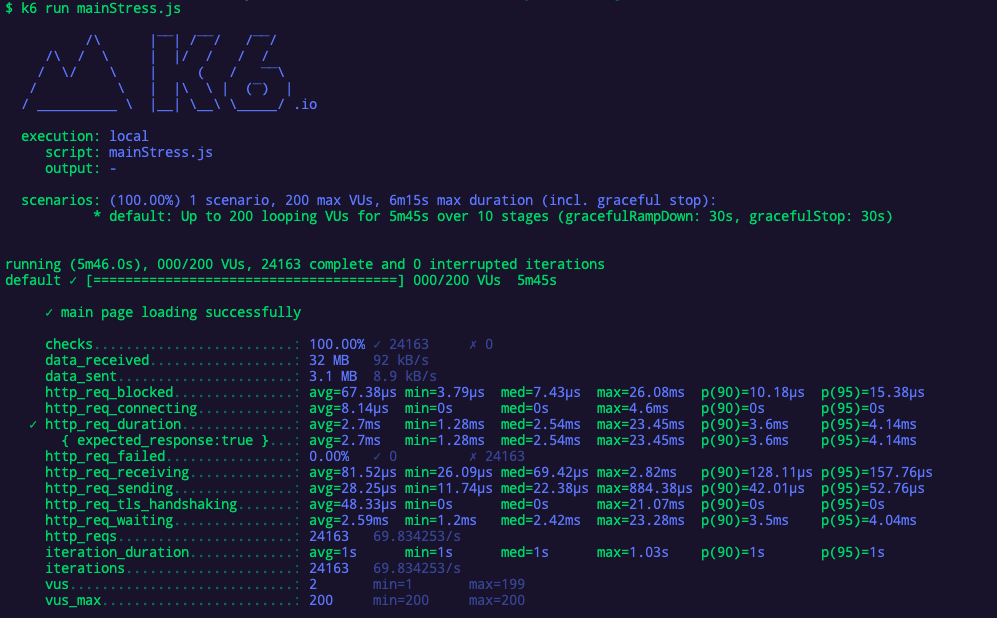 $ k6 run mainStress.js

          /\      |‾‾| /‾‾/   /‾‾/
     /\  /  \     |  |/  /   /  /
    /  \/    \    |     (   /   ‾‾\
   /          \   |  |\  \ |  (‾)  |
  / __________ \  |__| \__\ \_____/ .io

  execution: local
     script: mainStress.js
     output: -

  scenarios: (100.00%) 1 scenario, 200 max VUs, 6m15s max duration (incl. graceful stop):
           * default: Up to 200 looping VUs for 5m45s over 10 stages (gracefulRampDown: 30s, gracefulStop: 30s)


running (5m46.0s), 000/200 VUs, 24163 complete and 0 interrupted iterations
default ✓ [======================================] 000/200 VUs  5m45s

     ✓ main page loading successfully

     checks.........................: 100.00% ✓ 24163     ✗ 0
     data_received..................: 32 MB   92 kB/s
     data_sent......................: 3.1 MB  8.9 kB/s
     http_req_blocked...............: avg=67.38µs min=3.79µs  med=7.43µs  max=26.08ms  p(90)=10.18µs  p(95)=15.38µs
     http_req_connecting............: avg=8.14µs  min=0s      med=0s      max=4.6ms    p(90)=0s       p(95)=0s
   ✓ http_req_duration..............: avg=2.7ms   min=1.28ms  med=2.54ms  max=23.45ms  p(90)=3.6ms    p(95)=4.14ms
       { expected_response:true }...: avg=2.7ms   min=1.28ms  med=2.54ms  max=23.45ms  p(90)=3.6ms    p(95)=4.14ms
     http_req_failed................: 0.00%   ✓ 0         ✗ 24163
     http_req_receiving.............: avg=81.52µs min=26.09µs med=69.42µs max=2.82ms   p(90)=128.11µs p(95)=157.76µs
     http_req_sending...............: avg=28.25µs min=11.74µs med=22.38µs max=884.38µs p(90)=42.01µs  p(95)=52.76µs
     http_req_tls_handshaking.......: avg=48.33µs min=0s      med=0s      max=21.07ms  p(90)=0s       p(95)=0s
     http_req_waiting...............: avg=2.59ms  min=1.2ms   med=2.42ms  max=23.28ms  p(90)=3.5ms    p(95)=4.04ms
     http_reqs......................: 24163   69.834253/s
     iteration_duration.............: avg=1s      min=1s      med=1s      max=1.03s    p(90)=1s       p(95)=1s
     iterations.....................: 24163   69.834253/s
     vus............................: 2       min=1       max=199
     vus_max........................: 200     min=200     max=200